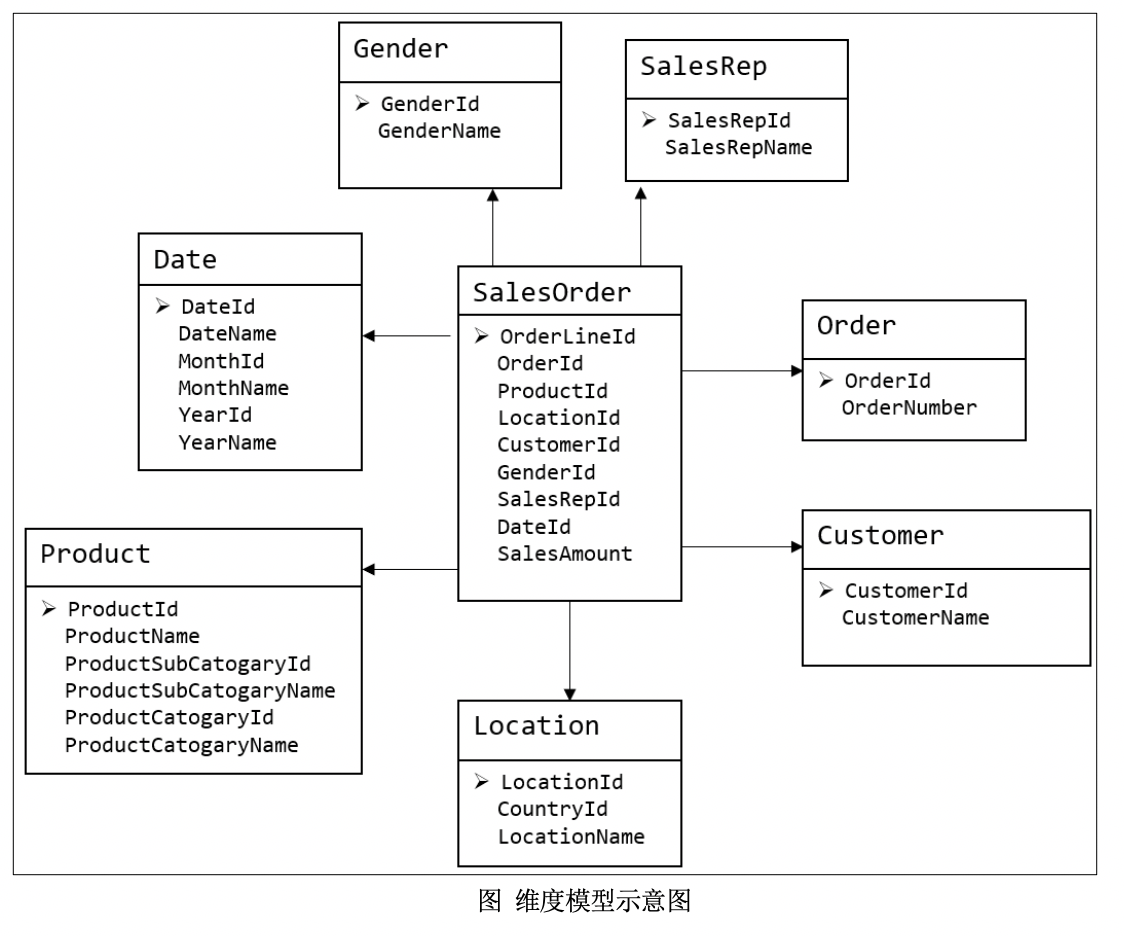 Gender
GenderId
GenderName
SalesRep
SalesRepId
SalesRepName
Date
DateId
DateName
MonthId
MonthName
YearId
YearName
SalesOrder
OrderLineId
OrderId
ProductId
LocationId
CustomerId
GenderId
SalesRepId
DateId
SalesAmount
Order
OrderId
OrderNumber
Product
ProductId
ProductName
ProductSubCatogaryId
ProductSubCatogaryName
ProductCatogaryId
ProductCatogaryName
Customer
CustomerId
CustomerName
Location
LocationId
CountryId
LocationName
图 维度模型示意图